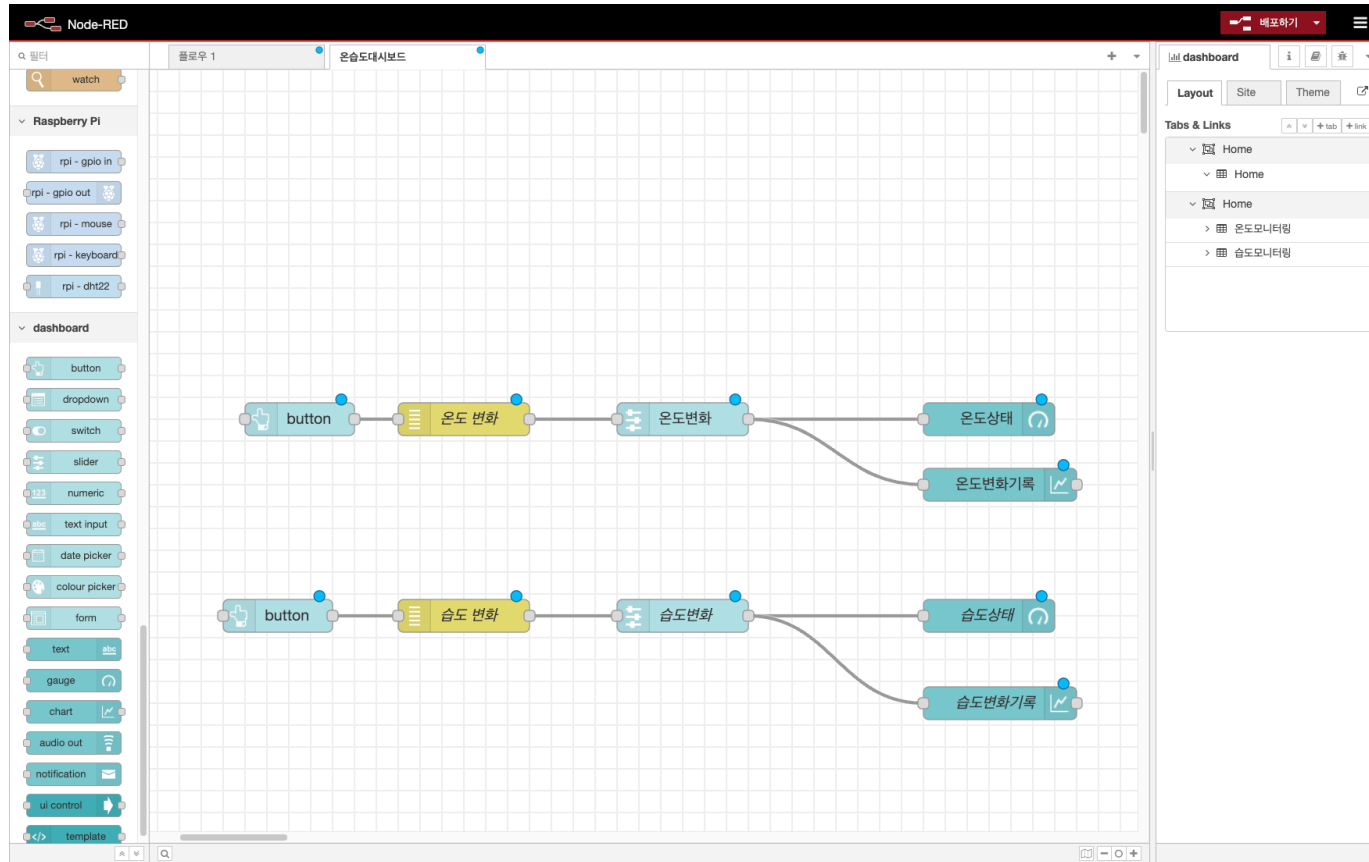 Node-RED
배포하기
필터
watch
Raspberry Pi
rpi - gpio in
rpi - gpio out
rpi - mouse
rpi - keyboard
rpi - dht22
dashboard
button
dropdown
switch
slider
123 numeric
abc text input
date picker
colour picker
form
text abc
gauge
chart
audio out
notification
ui control
</> template
플로우 1
온습도대시보드
button
온도 변화
온도변화
온도상태
온도변화기록
button
습도 변화
습도변화
습도상태
습도변화기록
dashboard
i
Layout
Site
Theme
Tabs & Links
+ tab
+ link
Home
Home
Home
온도모니터링
습도모니터링